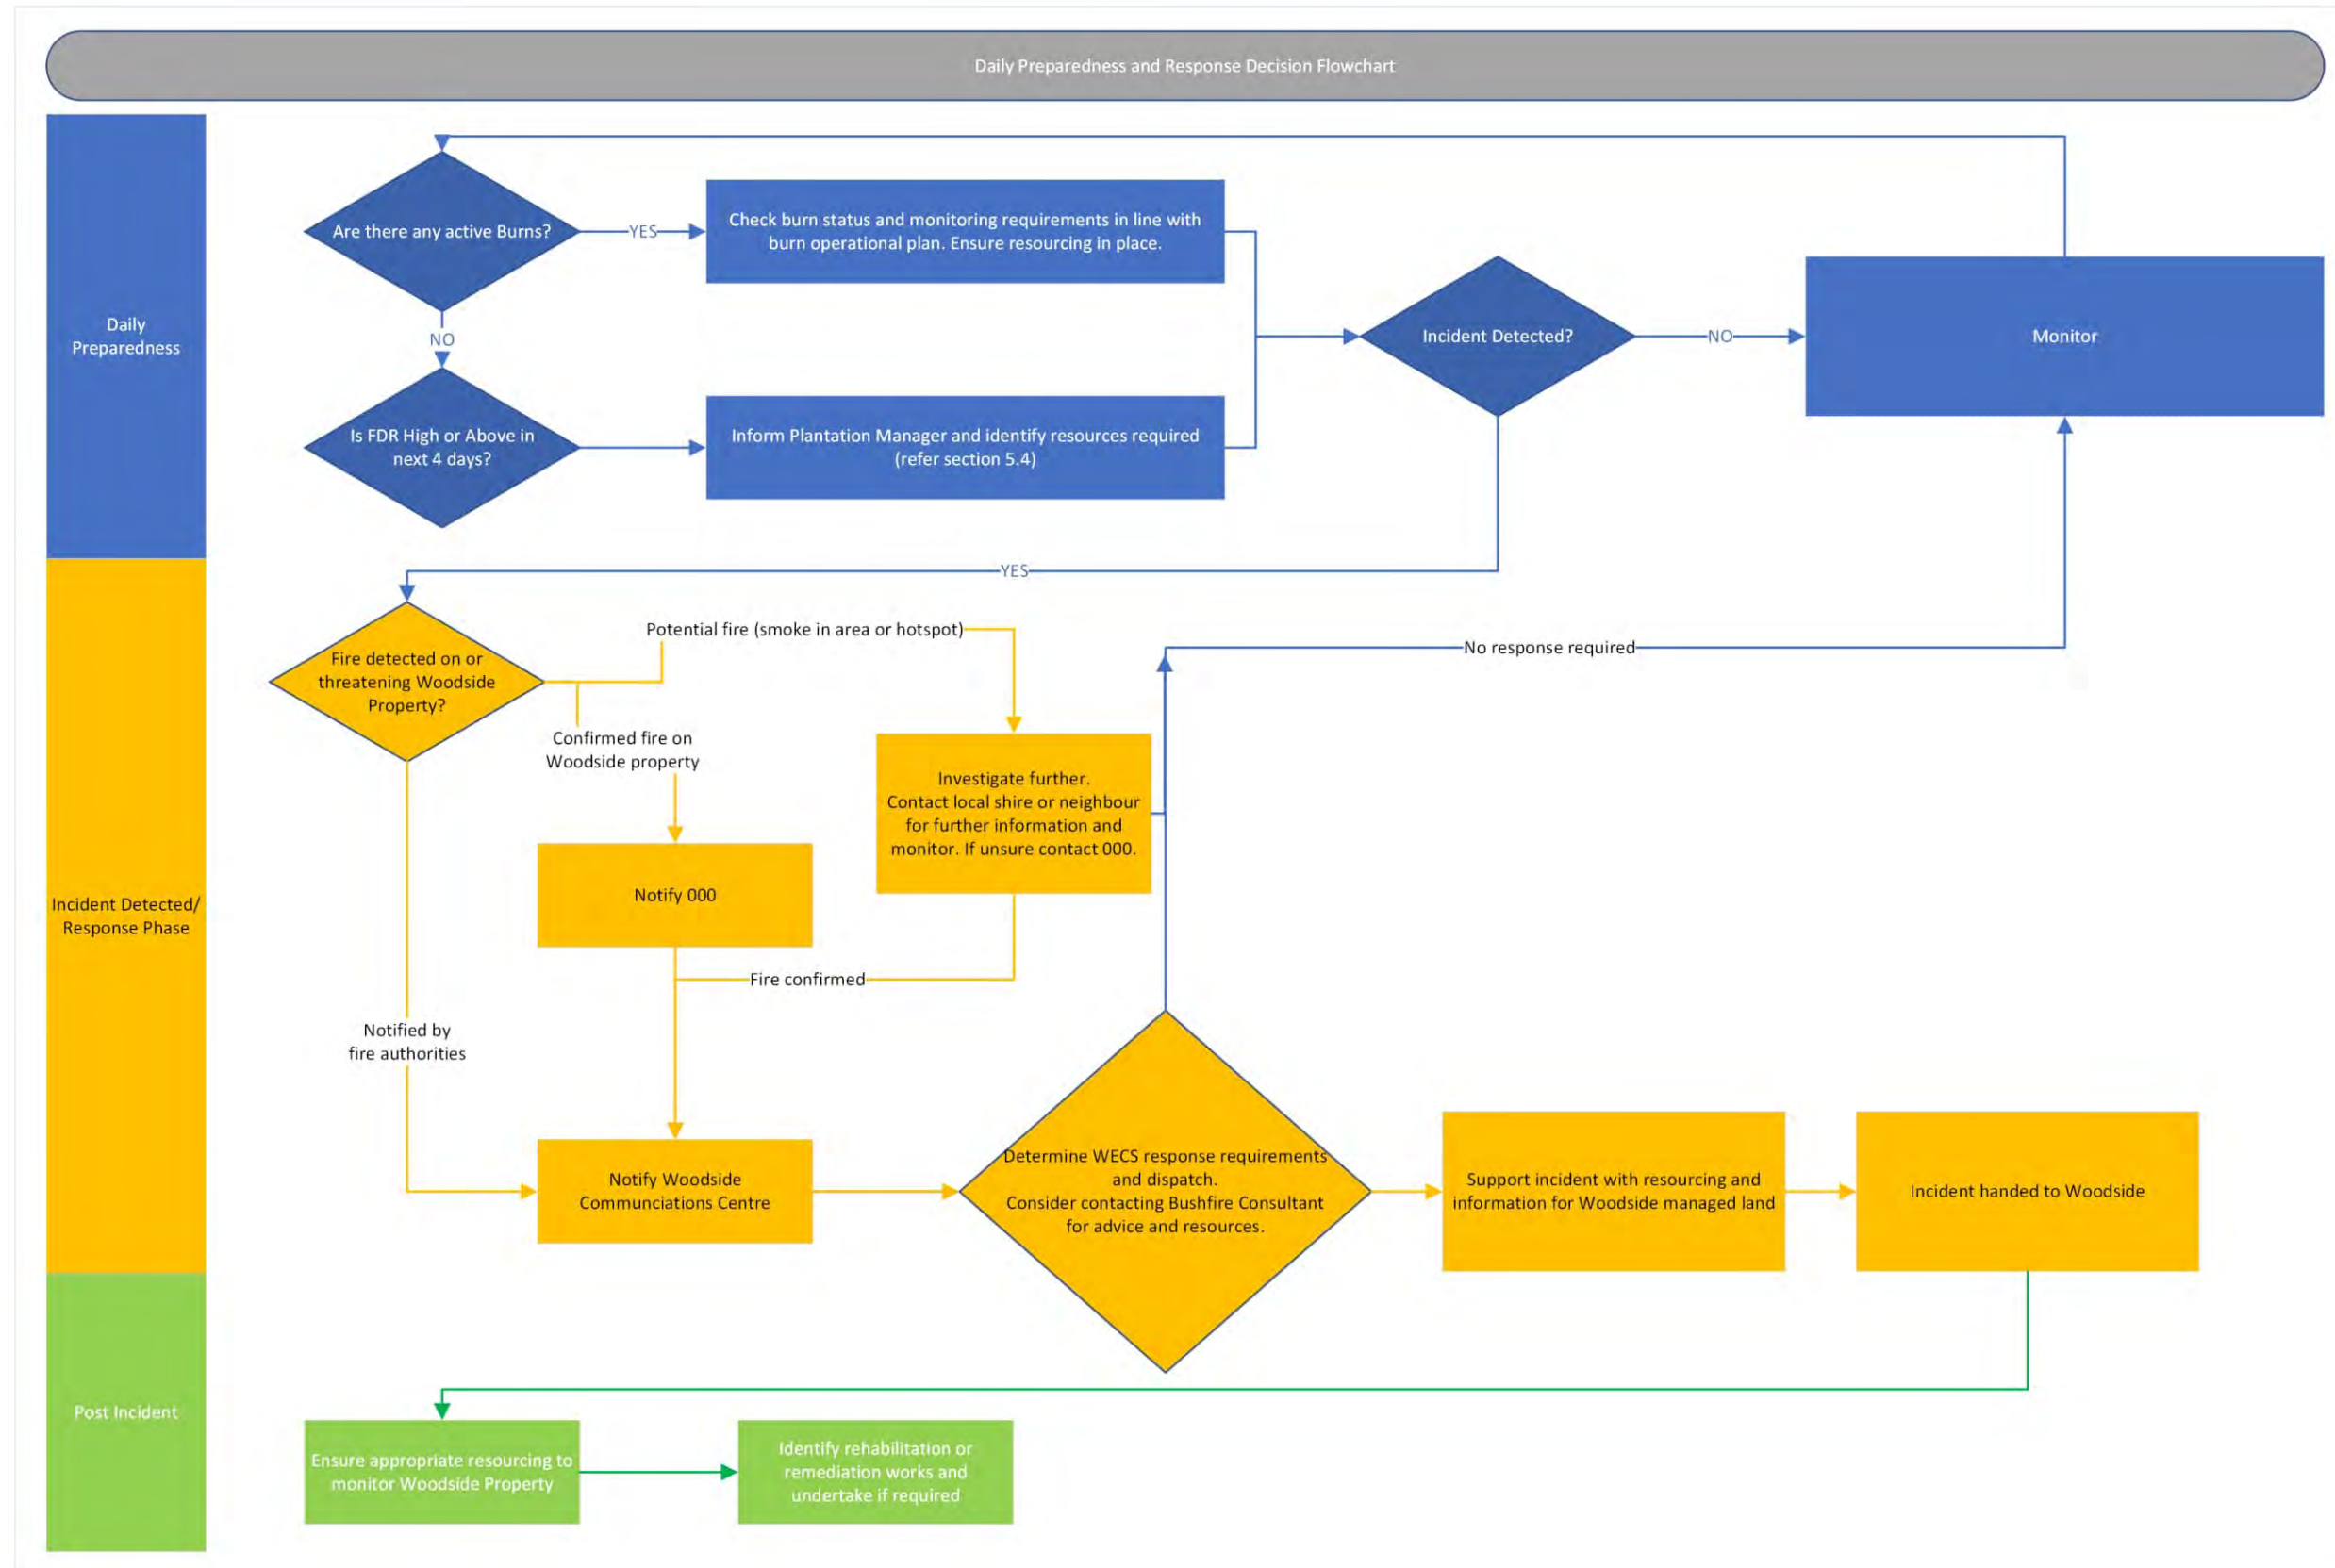 Daily Preparedness and Response Decision Flowchart
Daily
Preparedness
Are there any active Burns?
YES
Check burn status and monitoring requirements in line with
burn operational plan. Ensure resourcing in place.
NO
Is FDR High or Above in
next 4 days?
Inform Plantation Manager and identify resources required
(refer section 5.4)
Incident Detected?
NO
Monitor
YES
Incident Detected/
Response Phase
Fire detected on or
threatening Woodside
Property?
Potential fire (smoke in area or hotspot)
No response required
Confirmed fire on
Woodside property
Investigate further.
Contact local shire or neighbour
for further information and
monitor. If unsure contact 000.
Notify 000
Fire confirmed
Notified by
fire authorities
Notify Woodside
Communciations Centre
Determine WECS response requirements
and dispatch.
Consider contacting Bushfire Consultant
for advice and resources.
Support incident with resourcing and
information for Woodside managed land
Incident handed to Woodside
Post Incident
Ensure appropriate resourcing to
monitor Woodside Property
Identify rehabilitation or
remediation works and
undertake if required